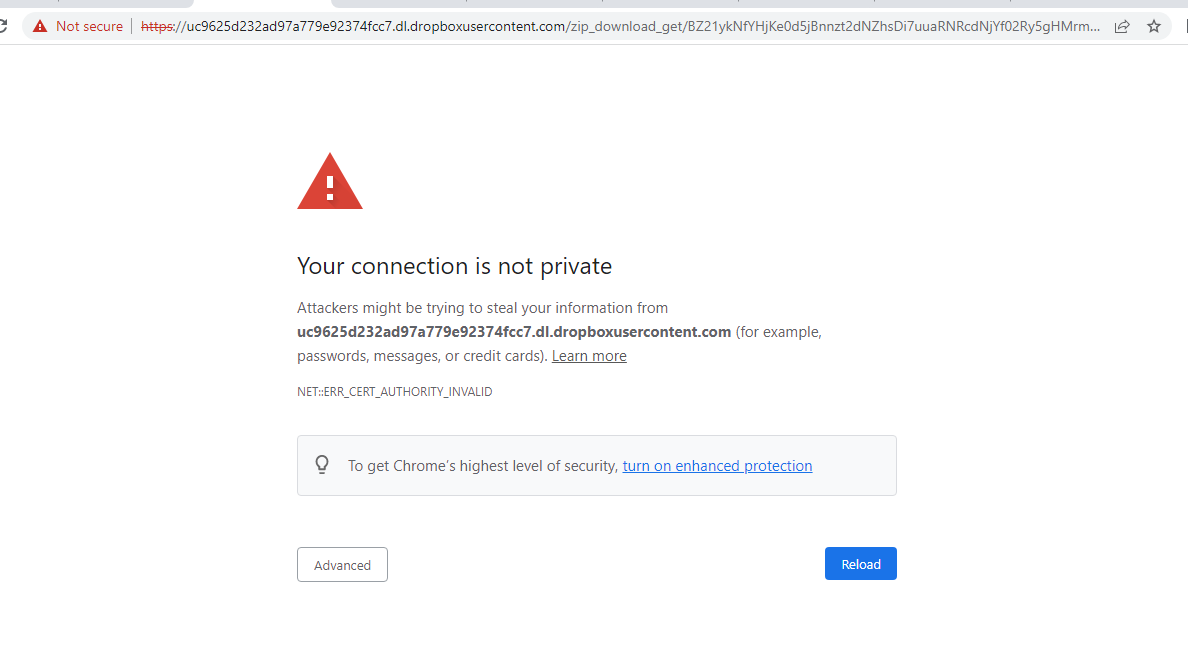 Not secure | https://uc9625d232ad97a779e92374fcc7.dl.dropboxusercontent.com/zip_download_get/BZ21ykNfYHjKe0d5jBnnzt2dNZhsDi7uuaRNRcdNjYf02Ry5gHMrm...
Your connection is not private
Attackers might be trying to steal your information from
uc9625d232ad97a779e92374fcc7.dl.dropboxusercontent.com (for example,
passwords, messages, or credit cards). Learn more
NET::ERR_CERT_AUTHORITY_INVALID
To get Chrome's highest level of security, turn on enhanced protection
Advanced
Reload